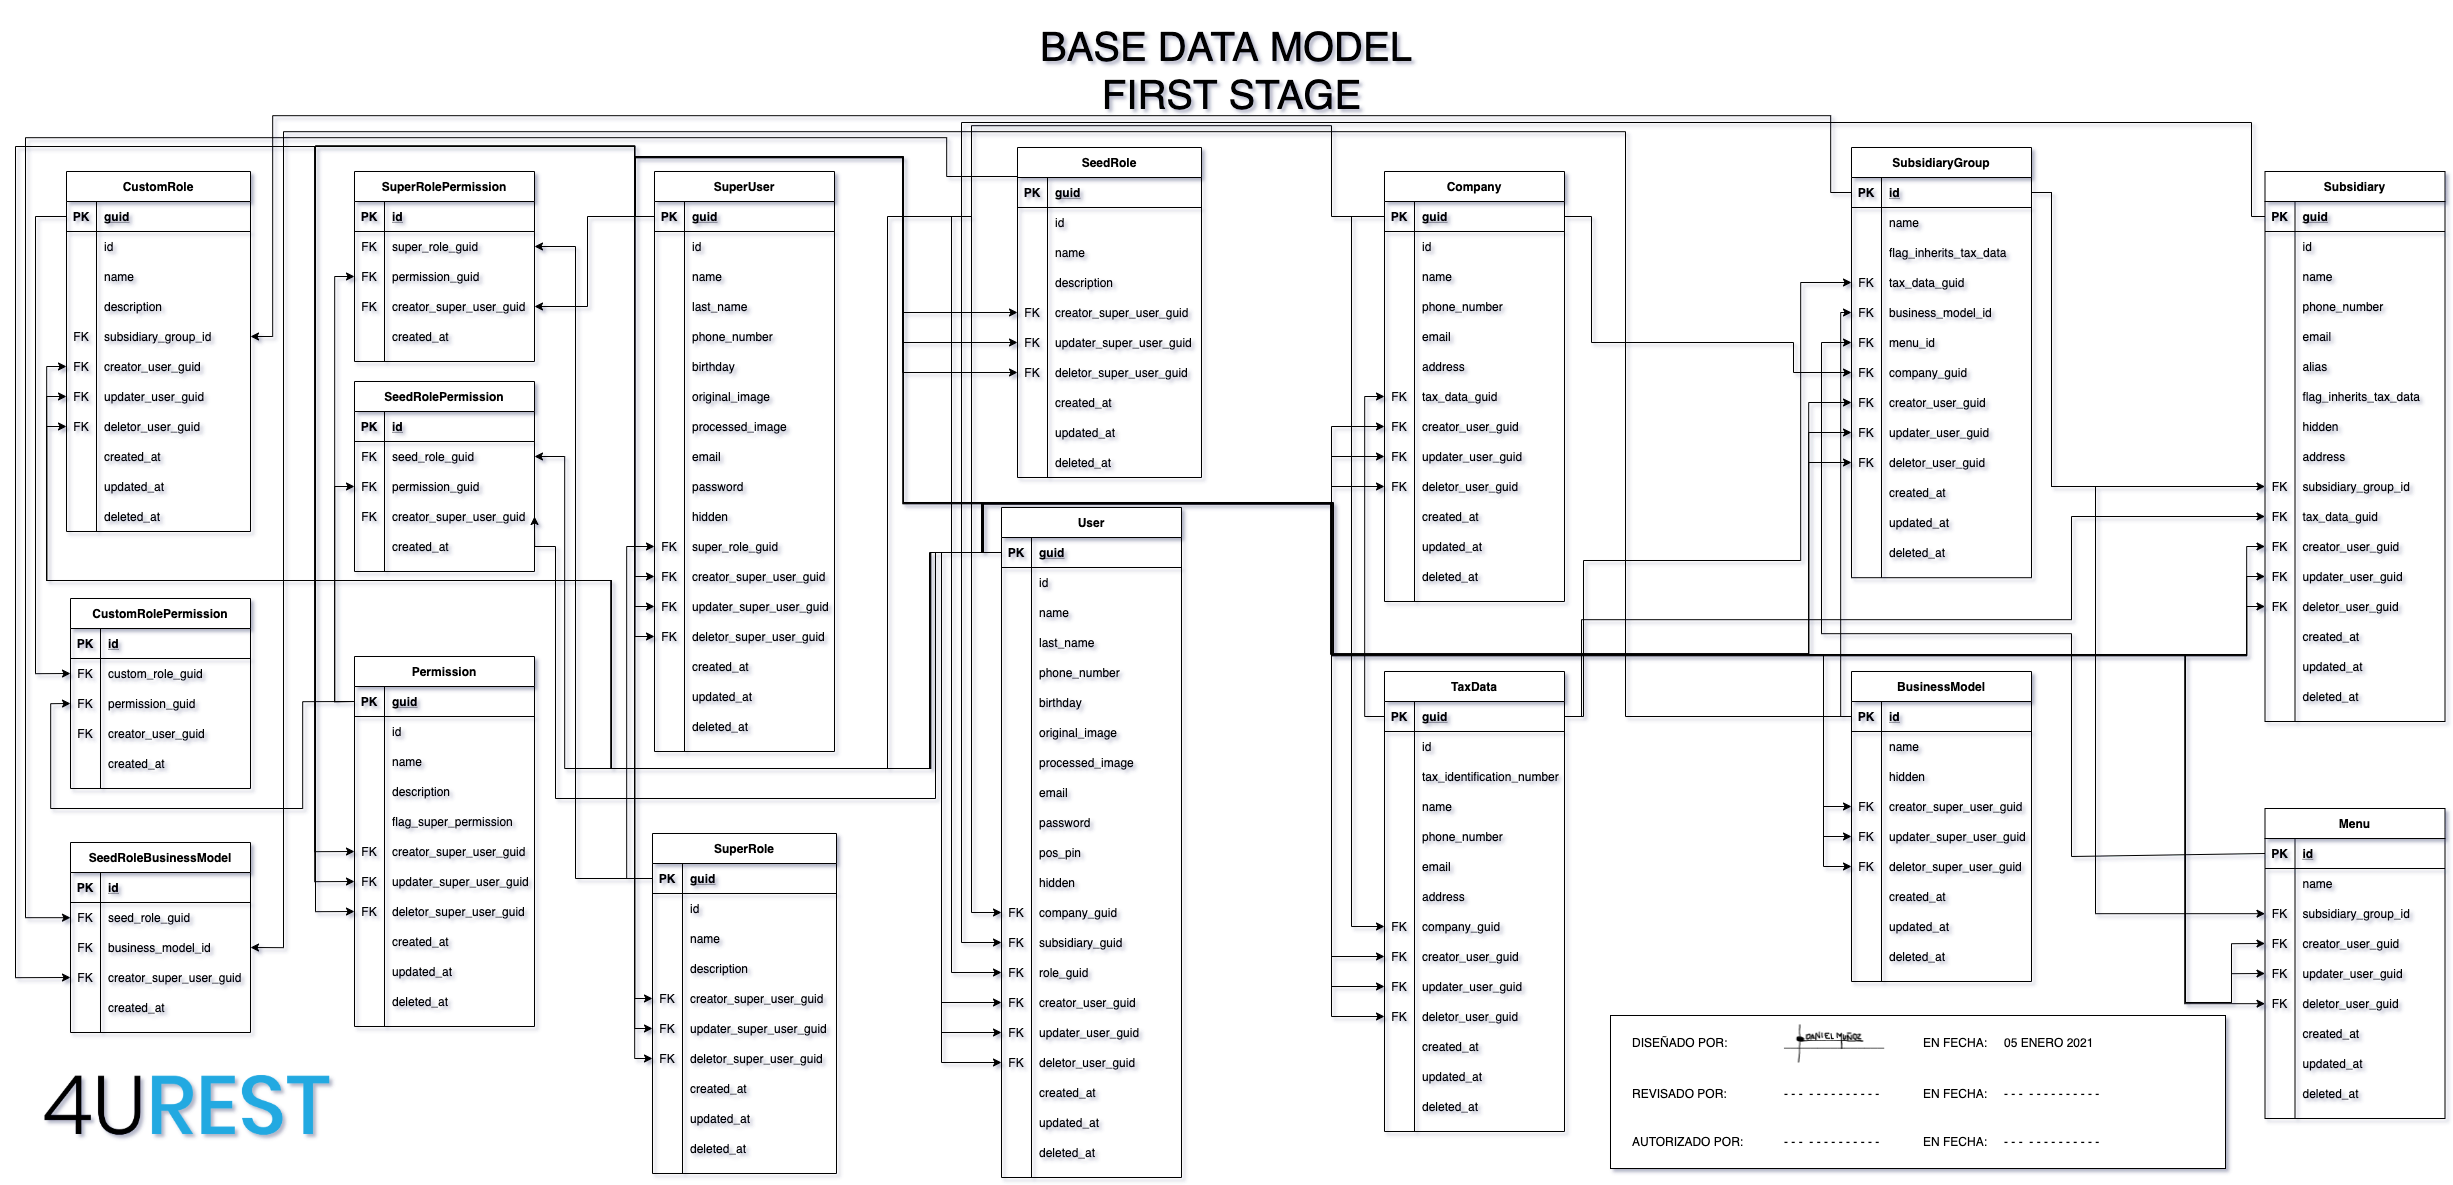 BASE DATA MODEL
FIRST STAGE
CustomRole
PK guid
id
name
description
FK subsidiary_group_id
FK creator_user_guid
FK updater_user_guid
FK deletor_user_guid
created_at
updated_at
deleted_at
CustomRolePermission
PK id
FK custom_role_guid
FK permission_guid
FK creator_user_guid
created_at
SeedRoleBusinessModel
PK id
FK seed_role_guid
FK business_model_id
FK creator_super_user_guid
created_at
4UREST
SuperRolePermission
PK id
FK super_role_guid
FK permission_guid
FK creator_super_user_guid
created_at
SeedRolePermission
PK id
FK seed_role_guid
FK permission_guid
FK creator_super_user_guid
created_at
Permission
PK guid
id
name
description
flag_super_permission
FK creator_super_user_guid
FK updater_super_user_guid
FK deletor_super_user_guid
created_at
updated_at
deleted_at
SuperUser
PK guid
id
name
last_name
phone_number
birthday
original_image
processed_image
email
password
hidden
FK super_role_guid
FK creator_super_user_guid
FK updater_super_user_guid
FK deletor_super_user_guid
created_at
updated_at
deleted_at
SuperRole
PK guid
id
name
description
FK creator_super_user_guid
FK updater_super_user_guid
FK deletor_super_user_guid
created_at
updated_at
deleted_at
SeedRole
PK guid
id
name
description
FK creator_super_user_guid
FK updater_super_user_guid
FK deletor_super_user_guid
created_at
updated_at
deleted_at
User
PK guid
id
name
last_name
phone_number
birthday
original_image
processed_image
email
password
pos_pin
hidden
FK company_guid
FK subsidiary_guid
FK role_guid
FK creator_user_guid
FK updater_user_guid
FK deletor_user_guid
created_at
updated_at
deleted_at
Company
PK guid
id
name
phone_number
email
address
FK tax_data_guid
FK creator_user_guid
FK updater_user_guid
FK deletor_user_guid
created_at
updated_at
deleted_at
TaxData
PK guid
id
tax_identification_number
name
phone_number
email
address
FK company_guid
FK creator_user_guid
FK updater_user_guid
FK deletor_user_guid
created_at
updated_at
deleted_at
SubsidiaryGroup
PK id
name
flag_inherits_tax_data
FK tax_data_guid
FK business_model_id
FK menu_id
FK company_guid
FK creator_user_guid
FK updater_user_guid
FK deletor_user_guid
created_at
updated_at
deleted_at
BusinessModel
PK id
name
hidden
FK creator_super_user_guid
FK updater_super_user_guid
FK deletor_super_user_guid
created_at
updated_at
deleted_at
Subsidiary
PK guid
id
name
phone_number
email
alias
flag_inherits_tax_data
hidden
address
FK subsidiary_group_id
FK tax_data_guid
FK creator_user_guid
FK updater_user_guid
FK deletor_user_guid
created_at
updated_at
deleted_at
Menu
PK id
name
FK subsidiary_group_id
FK creator_user_guid
FK updater_user_guid
FK deletor_user_guid
created_at
updated_at
deleted_at
DISEÑADO POR: DANIEL MUÑOZ EN FECHA: 05 ENERO 2021
REVISADO POR: --- ---------- EN FECHA: --- ----------
AUTORIZADO POR: --- ---------- EN FECHA: --- ----------